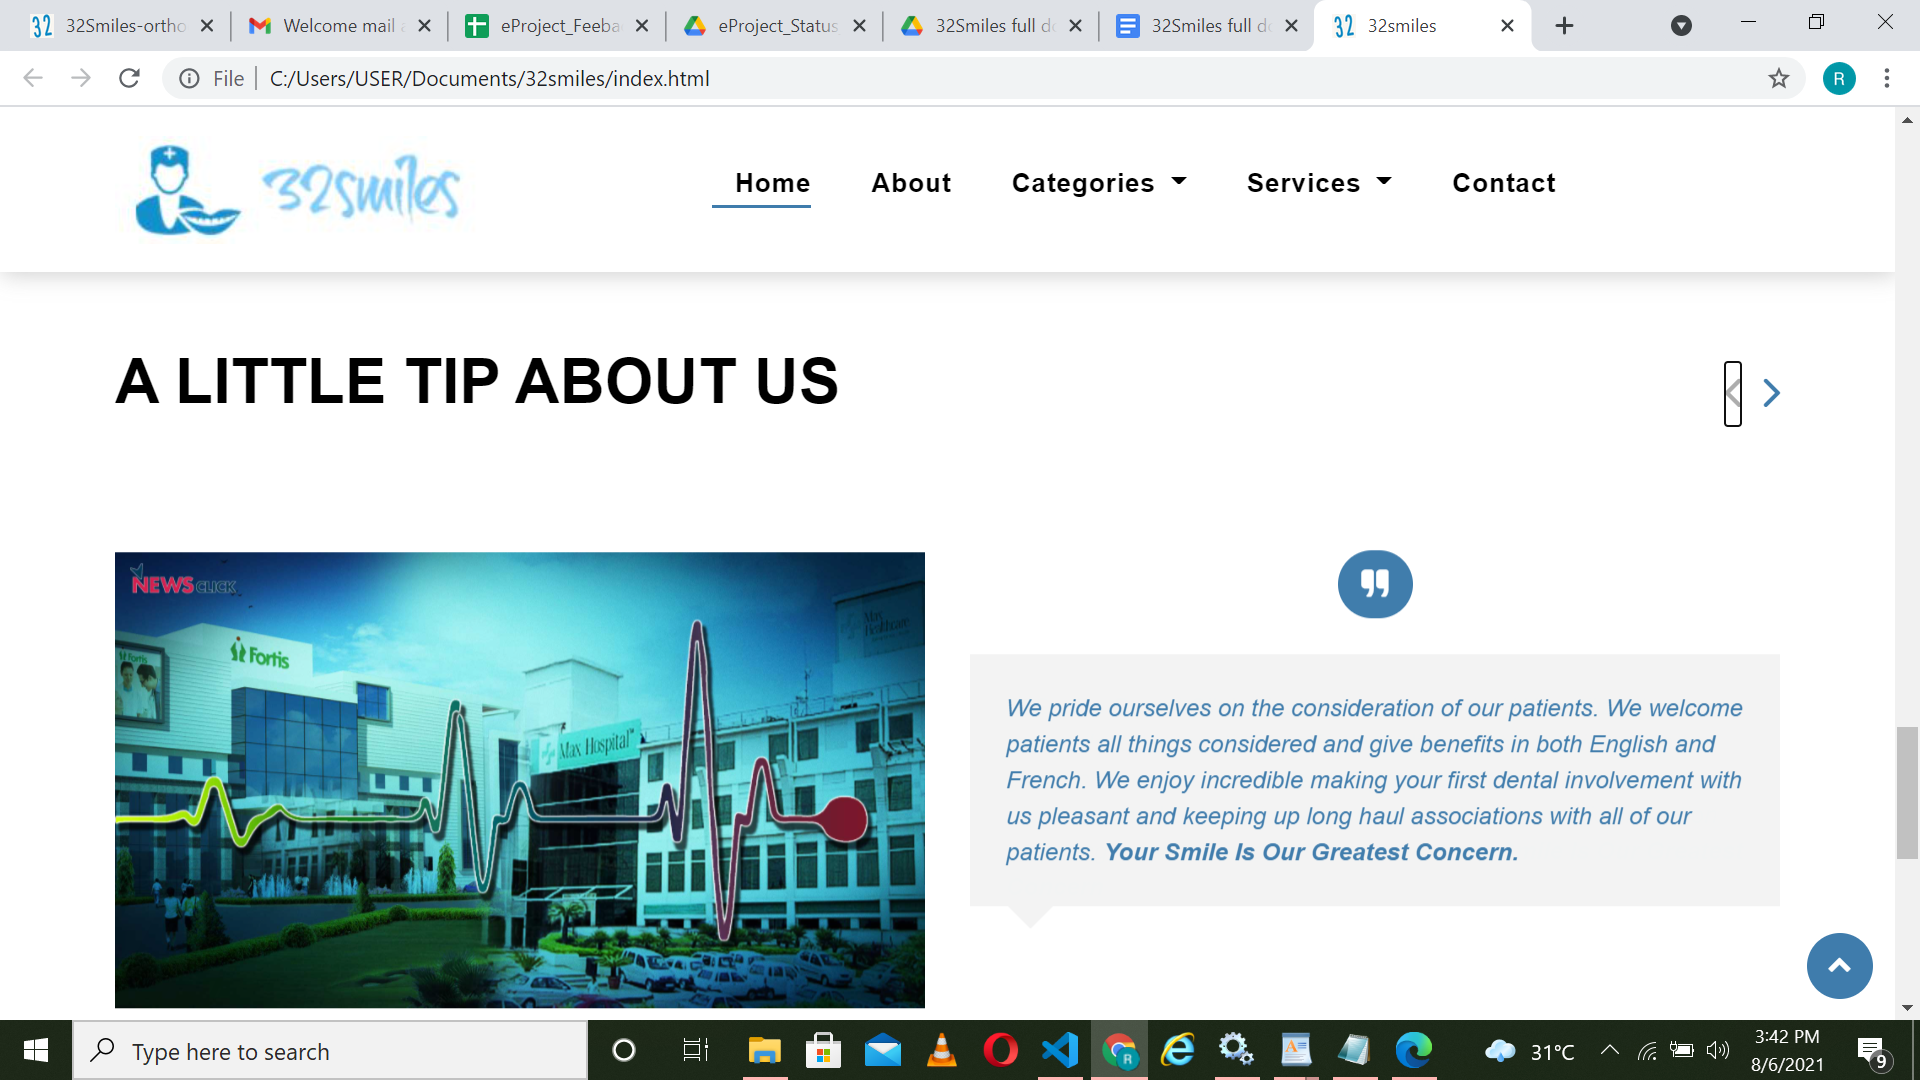 32Smiles-ortho
Welcome mail a
eProject_Feeba
eProject_Status
32Smiles full do
32Smiles full do
32smiles
File
C:/Users/USER/Documents/32smiles/index.html
R
32smiles
Home
About
Categories
Services
Contact
A LITTLE TIP ABOUT US
NEWSCLICK
Fortis
Fortis
Max Healthcare
Max Hospital
We pride ourselves on the consideration of our patients. We welcome
patients all things considered and give benefits in both English and
French. We enjoy incredible making your first dental involvement with
us pleasant and keeping up long haul associations with all of our
patients. Your Smile Is Our Greatest Concern.
Type here to search
31°C
3:42 PM
8/6/2021
9